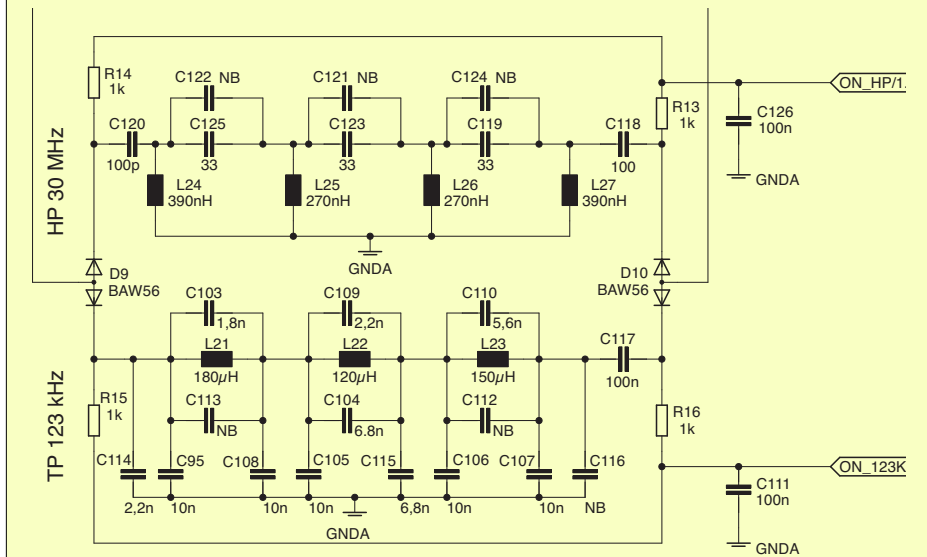 HP 30 MHz
R14
1k
C122 NB
C121 NB
C124 NB
C120
100p
C125
33
C123
33
C119
33
C118
100
R13
1k
C126
100n
GNDA
ON_HP/1.
L24
390nH
L25
270nH
L26
270nH
L27
390nH
GNDA
D9
BAW56
D10
BAW56
TP 123 kHz
C103
1,8n
C109
2,2n
C110
5,6n
L21
180µH
L22
120µH
L23
150µH
C117
100n
R15
1k
C113
NB
C104
6.8n
C112
NB
R16
1k
C114
2,2n
C95
10n
C108
10n
C105
10n
C115
6,8n
C106
10n
C107
10n
C116
NB
GNDA
ON_123K
C111
100n
GNDA